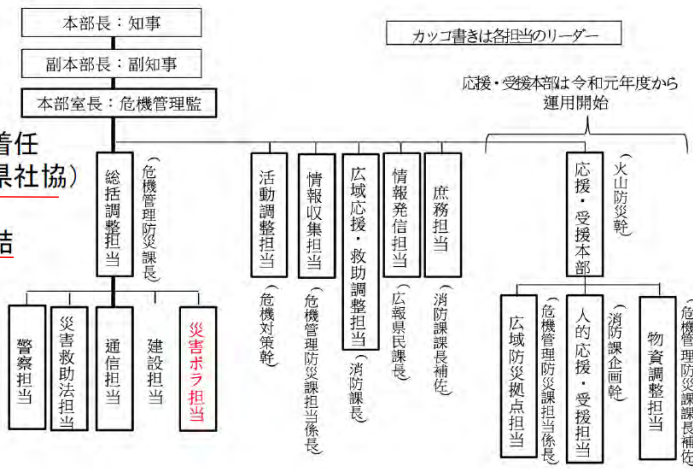 本部長：知事
カッコ書きは各担当のリーダー
副本部長：副知事
本部室長：危機管理監
応援・受援本部は令和元年度から
運用開始
着任
県社協）
結
総括調整担当
（危機管理防災課長）
活動調整担当
（危機対策幹）
情報収集担当
（危機管理防災課担当係長）
広域応援・救助調整担当
（消防課長）
情報発信担当
（広報県民課長）
庶務担当
（消防課課長補佐）
応援・受援本部
（火山防災幹）
警察担当
災害救助法担当
通信担当
建設担当
災害ボラ担当
広域防災拠点担当
（危機管理防災課担当係長）
人的応援・受援担当
（消防課企画幹）
物資調整担当
（危機管理防災課課長補佐）